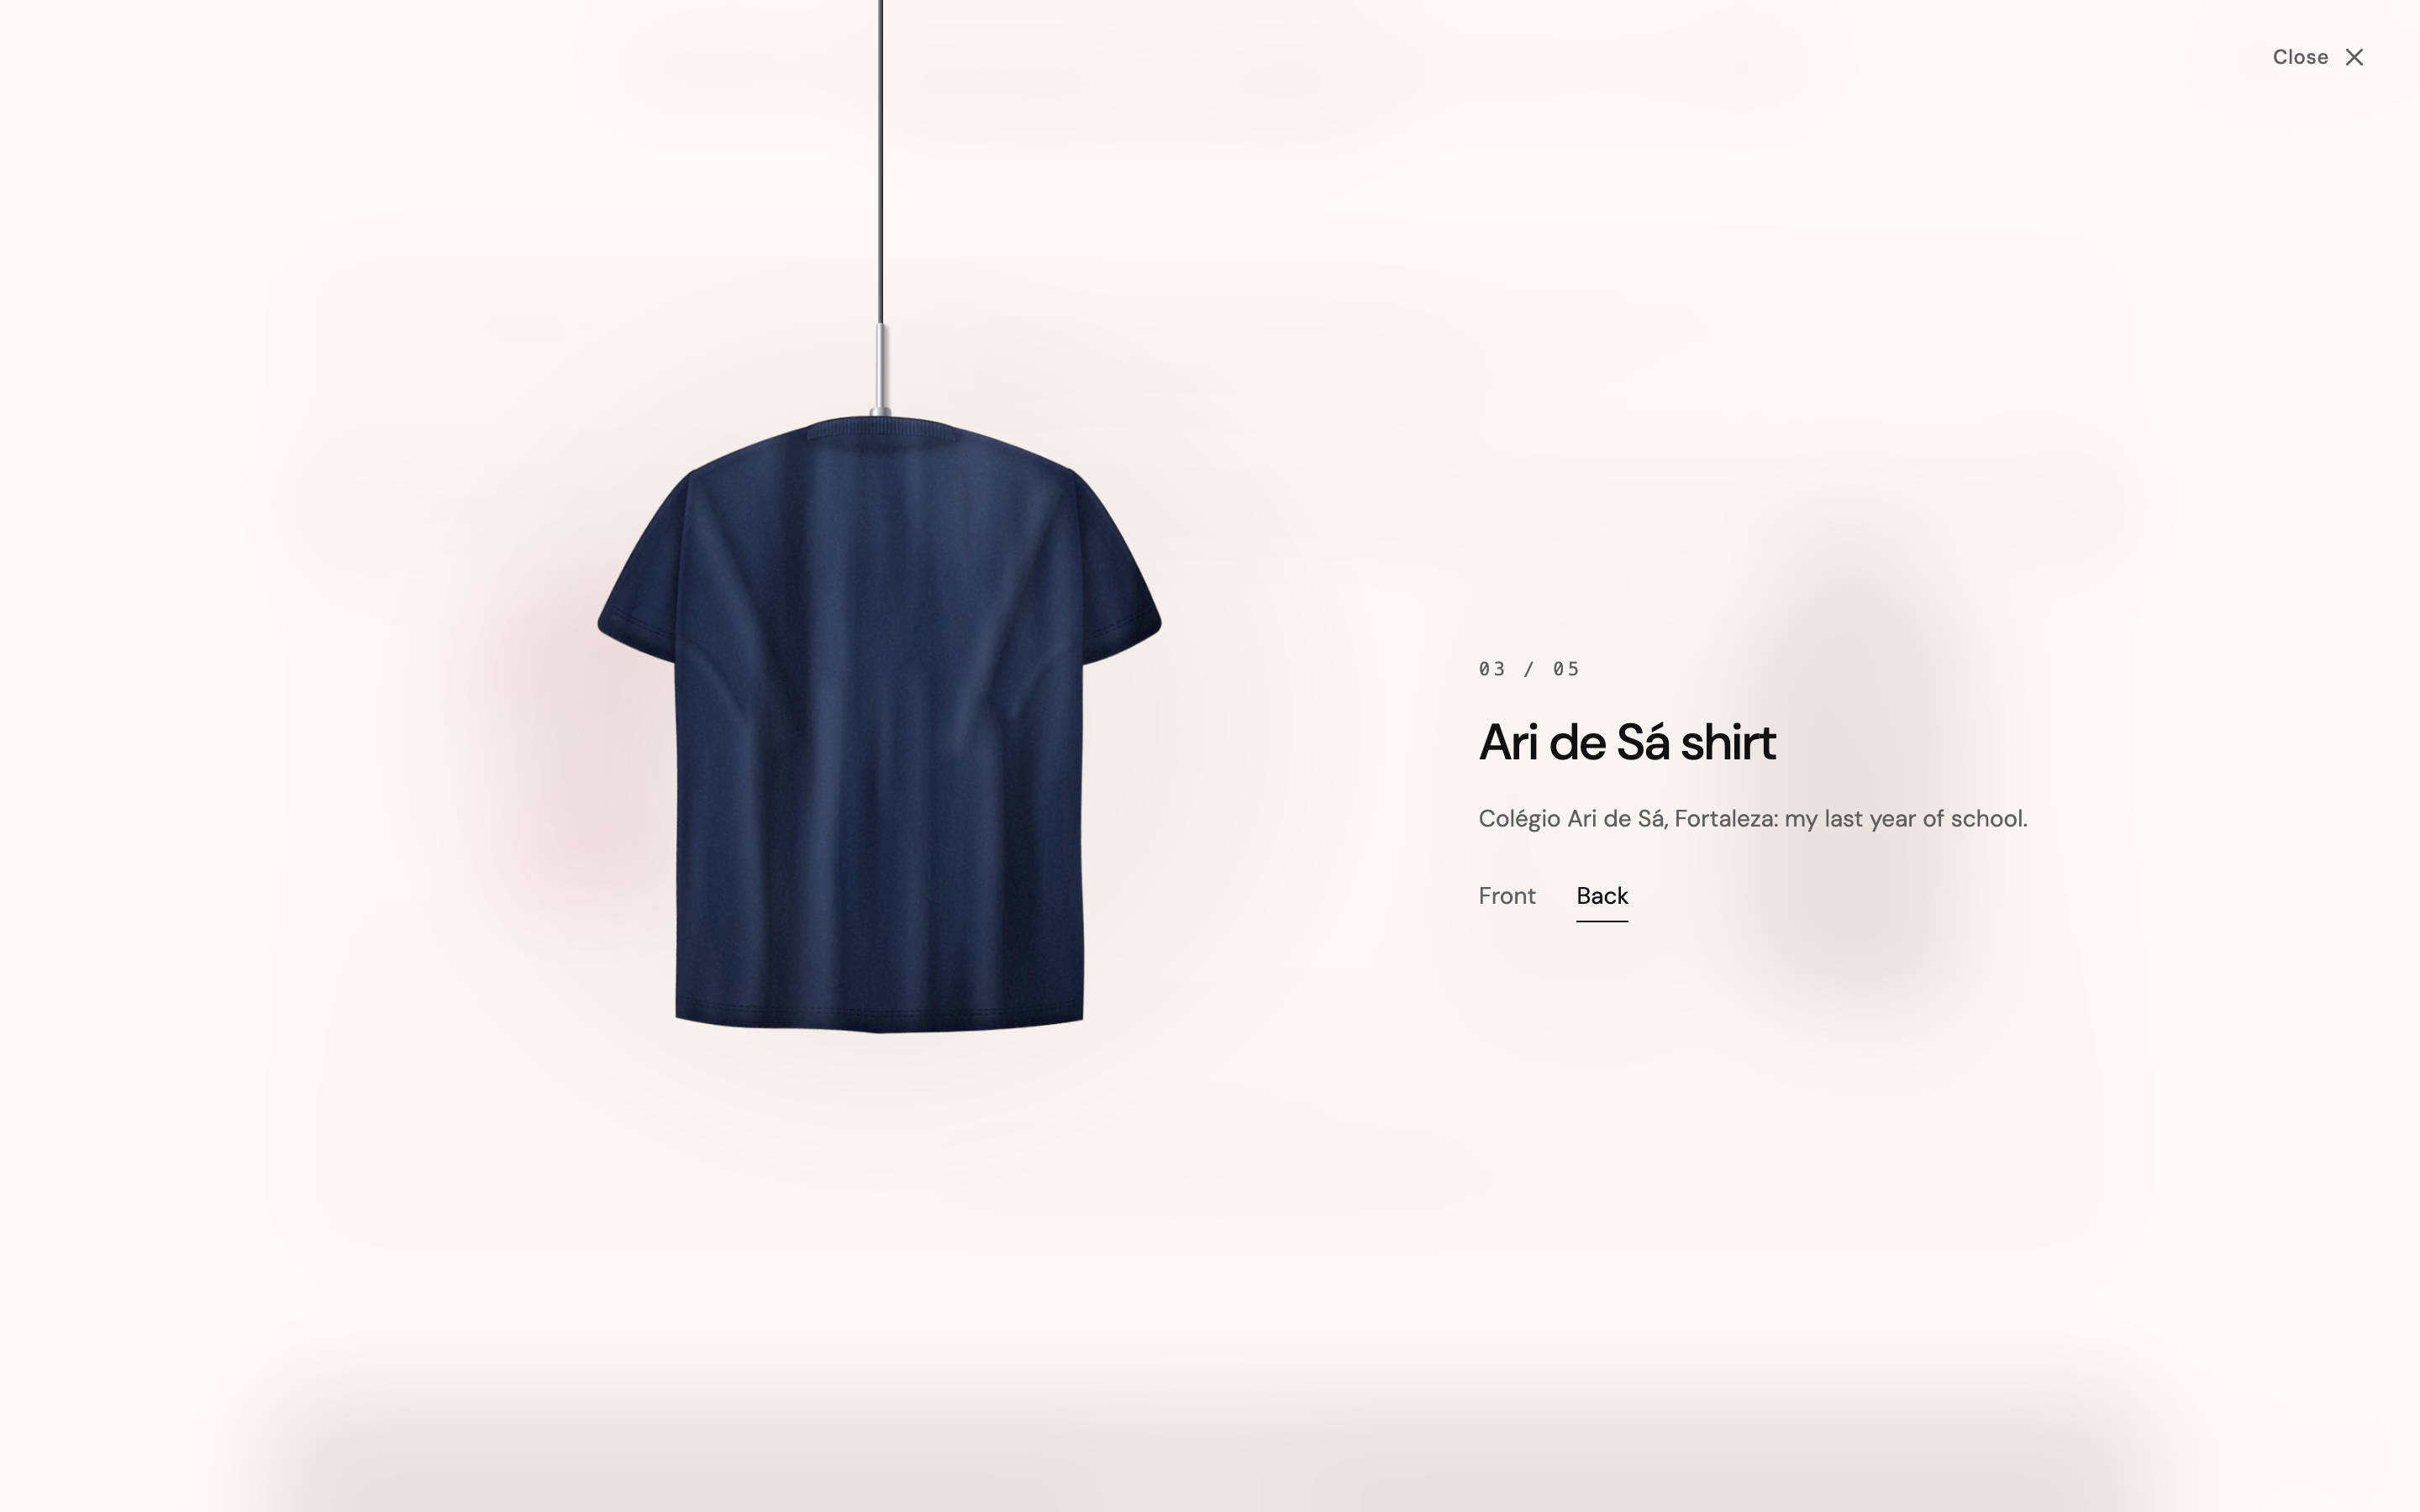 Close
03 / 05
Ari de Sá shirt
Colégio Ari de Sá, Fortaleza: my last year of school.
Front Back